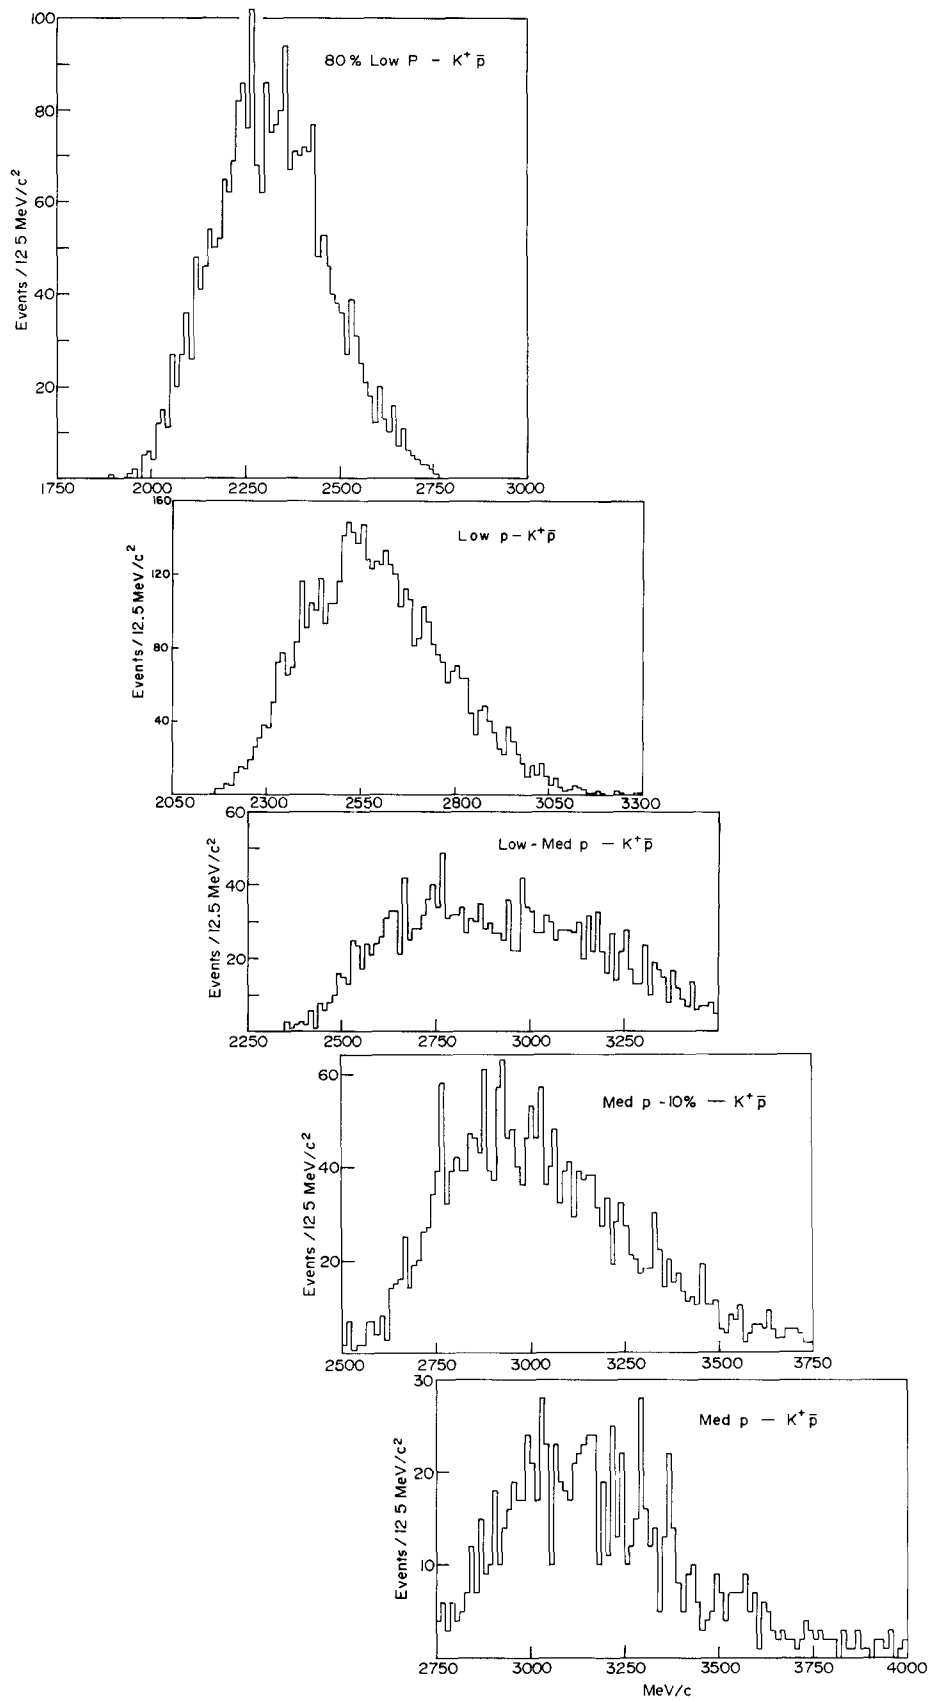 100
80% Low P – K⁺ p̅
80
60
40
20
Events / 12 5 MeV/c²
1750 2000 2250 2500 2750 3000
160
Low p – K⁺p̅
120
80
40
Events / 12.5 MeV/c²
2050 2300 2550 2800 3050 3300
60
Low - Med p — K⁺p̅
40
20
Events / 12.5 MeV/c²
2250 2500 2750 3000 3250
60
Med p -10% — K⁺p̅
40
20
Events / 12 5 MeV/c²
2500 2750 3000 3250 3500 3750
30
Med p — K⁺p̅
20
10
Events / 12 5 MeV/c²
2750 3000 3250 3500 3750 4000
MeV/c